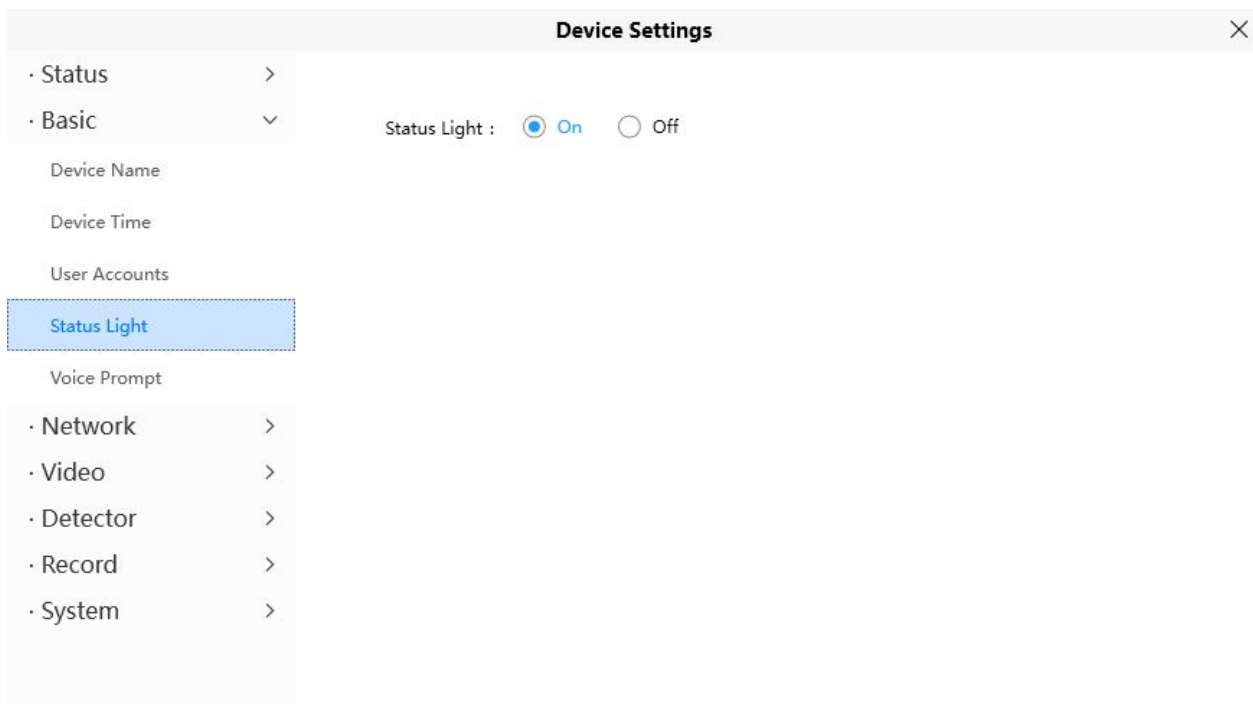 Device Settings
· Status
· Basic
Device Name
Device Time
User Accounts
Status Light
Voice Prompt
· Network
· Video
· Detector
· Record
· System
Status Light : On Off